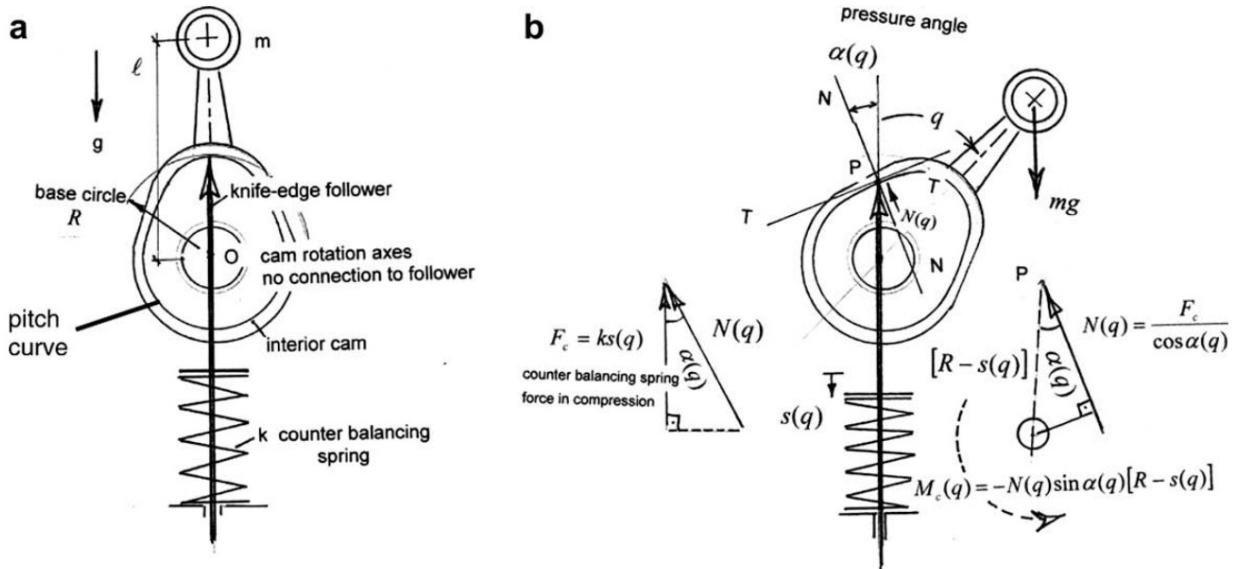 a
m
ℓ
g
base circle
R
knife-edge follower
O
cam rotation axes
no connection to follower
pitch
curve
interior cam
k counter balancing
spring
b
pressure angle
α(q)
N
q
P
T
T
N(q)
mg
N
F_c = ks(q)
N(q)
α(q)
counter balancing spring
force in compression
s(q)
P
N(q) = F_c / cos α(q)
[R − s(q)]
α(q)
M_c(q) = −N(q) sin α(q)[R − s(q)]